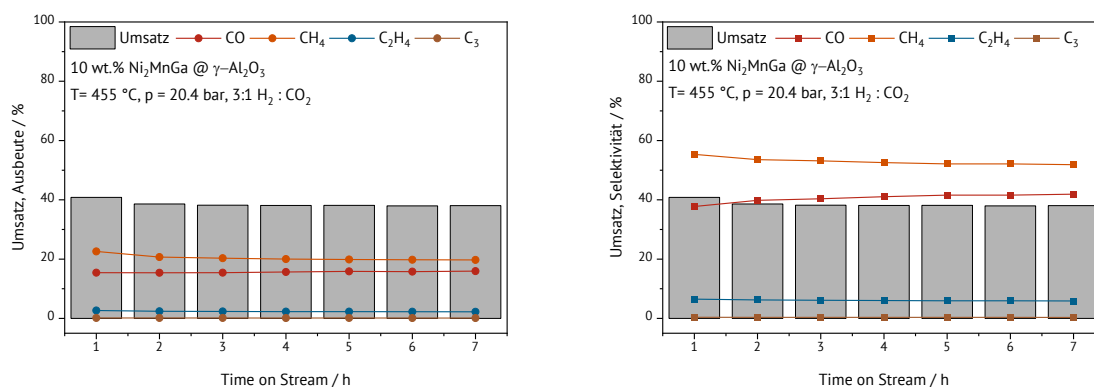 100
80
60
40
20
0
Umsatz, Ausbeute / %
Umsatz CO CH₄ C₂H₄ C₃
10 wt.% Ni₂MnGa @ γ–Al₂O₃
T= 455 °C, p = 20.4 bar, 3:1 H₂ : CO₂
1 2 3 4 5 6 7
Time on Stream / h
100
80
60
40
20
0
Umsatz, Selektivität / %
Umsatz CO CH₄ C₂H₄ C₃
10 wt.% Ni₂MnGa @ γ–Al₂O₃
T= 455 °C, p = 20.4 bar, 3:1 H₂ : CO₂
1 2 3 4 5 6 7
Time on Stream / h